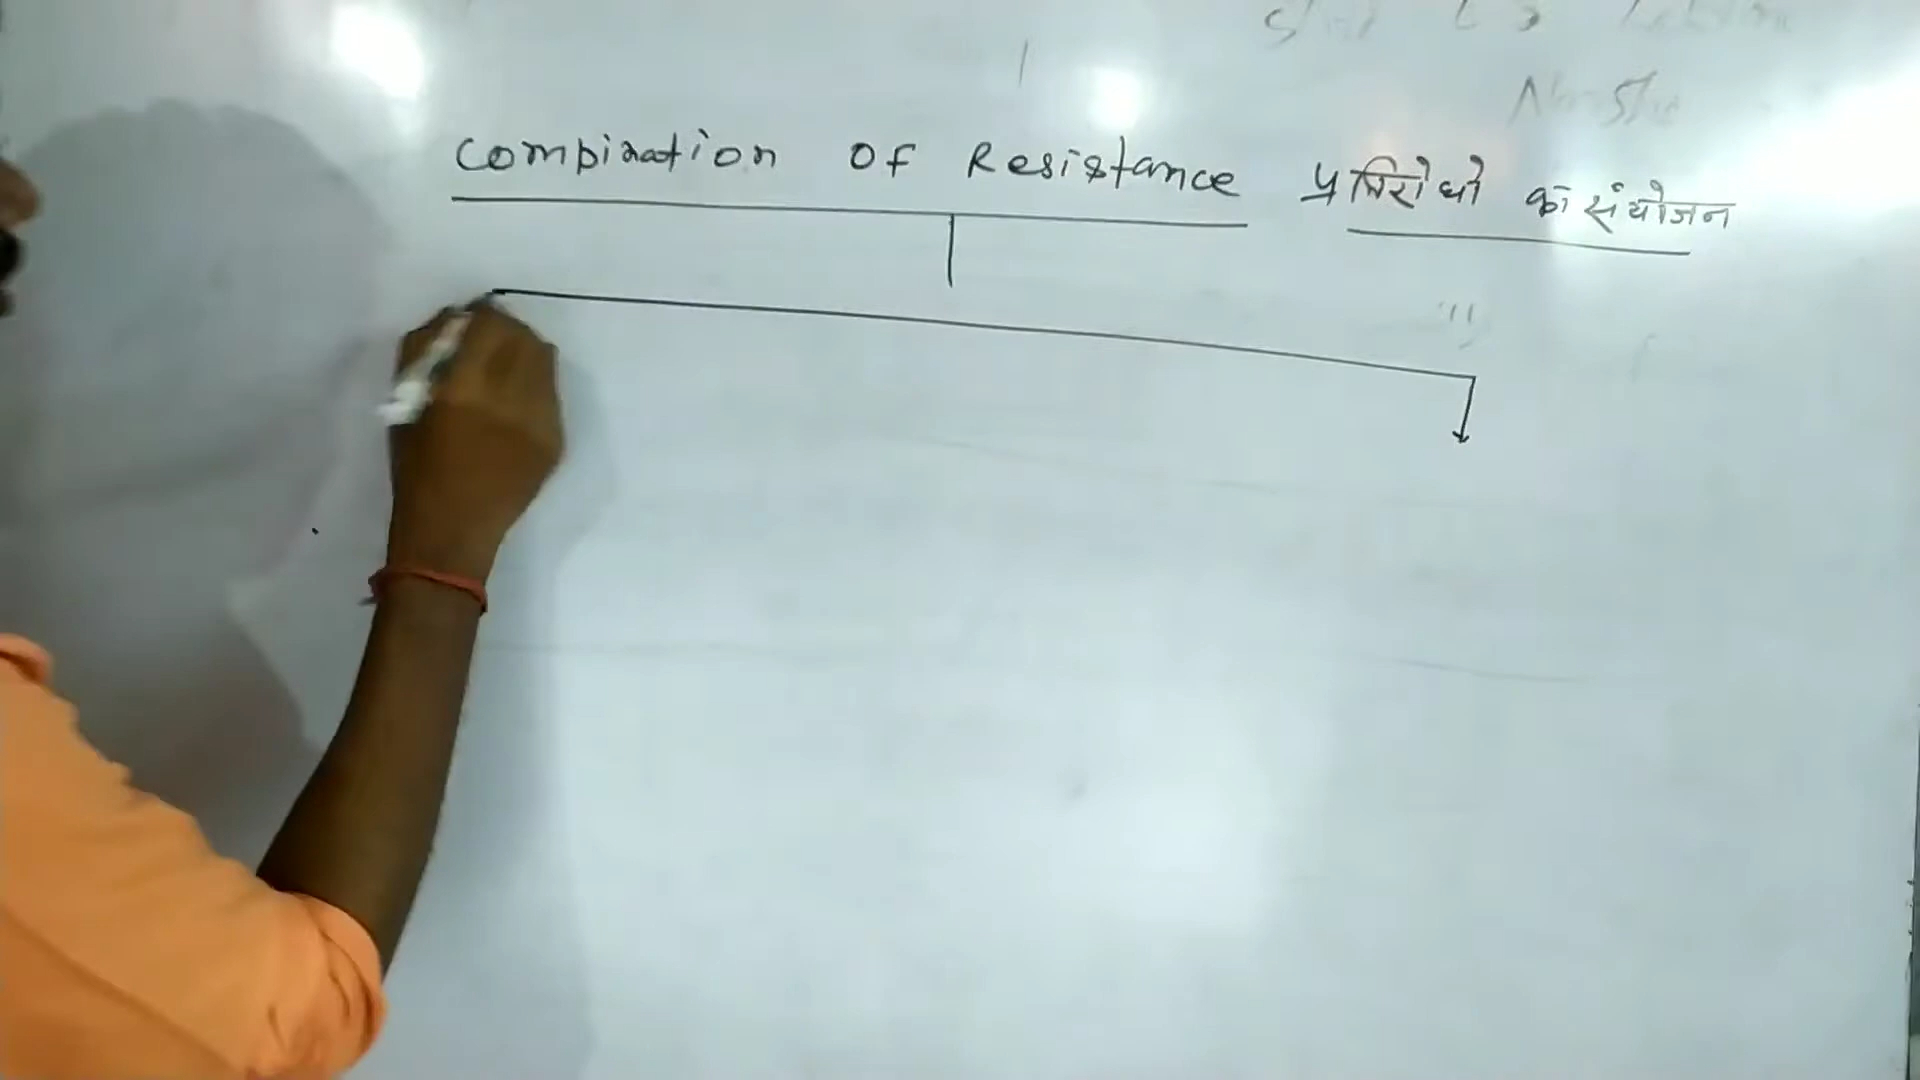 Combination OF Resistance प्रतिरोधो का संयोजन